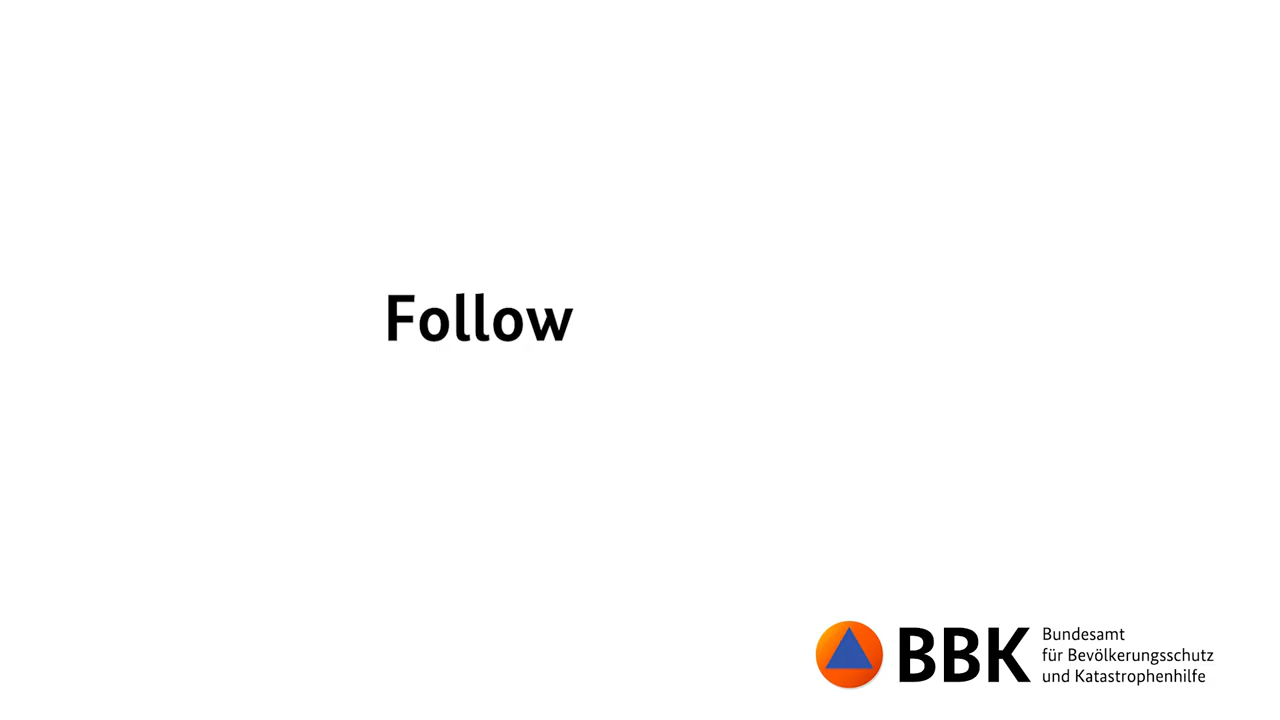 Follow
BBK
Bundesamt
für Bevölkerungsschutz
und Katastrophenhilfe